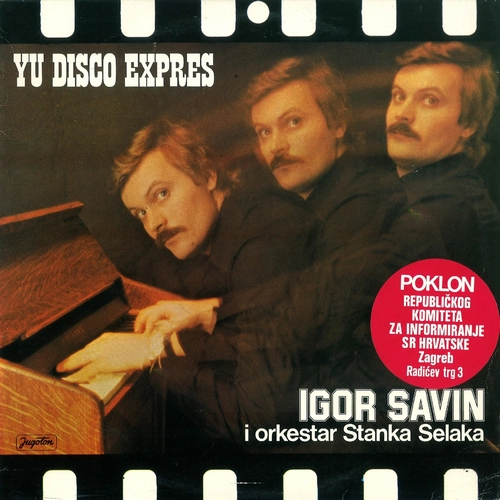 YU DISCO EXPRES
POKLON
REPUBLIČKOG
KOMITETA
ZA INFORMIRANJE
SR HRVATSKE
Zagreb
Radićev trg 3
IGOR SAVIN
i orkestar Stanka Selaka
Jugoton